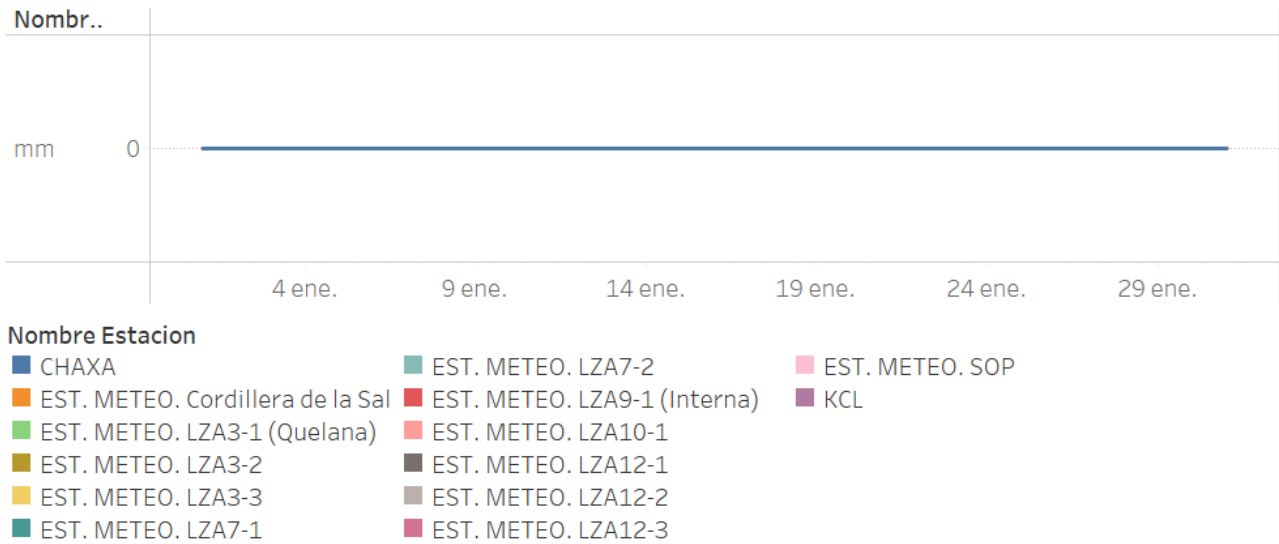 Nombr..
mm 0
4 ene. 9 ene. 14 ene. 19 ene. 24 ene. 29 ene.
Nombre Estacion
CHAXA
EST. METEO. Cordillera de la Sal
EST. METEO. LZA3-1 (Quelana)
EST. METEO. LZA3-2
EST. METEO. LZA3-3
EST. METEO. LZA7-1
EST. METEO. LZA7-2
EST. METEO. LZA9-1 (Interna)
EST. METEO. LZA10-1
EST. METEO. LZA12-1
EST. METEO. LZA12-2
EST. METEO. LZA12-3
EST. METEO. SOP
KCL